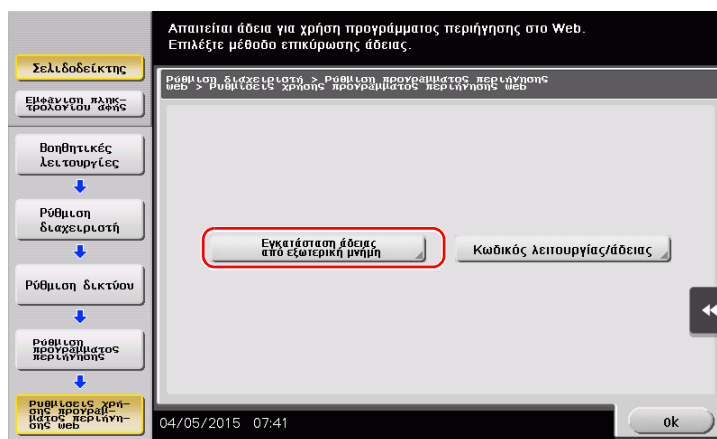 Απαιτείται άδεια για χρήση προγράμματος περιήγησης στο Web.
Επιλέξτε μέθοδο επικύρωσης άδειας.
Σελιδοδείκτης
Εμφάνιση πληκ-
τρολογίου αφής
Βοηθητικές
λειτουργίες
Ρύθμιση
διαχειριστή
Ρύθμιση δικτύου
Ρύθμιση
προγράμματος
περιήγησης
Ρυθμίσεις χρή-
σης προγράμ-
ματος περιήγη-
σης web
Ρύθμιση διαχειριστή > Ρύθμιση προγράμματος περιήγησης
web > Ρυθμίσεις χρήσης προγράμματος περιήγησης web
Εγκατάσταση άδειας
από εξωτερική μνήμη
Κωδικός λειτουργίας/άδειας
04/05/2015 07:41
ok